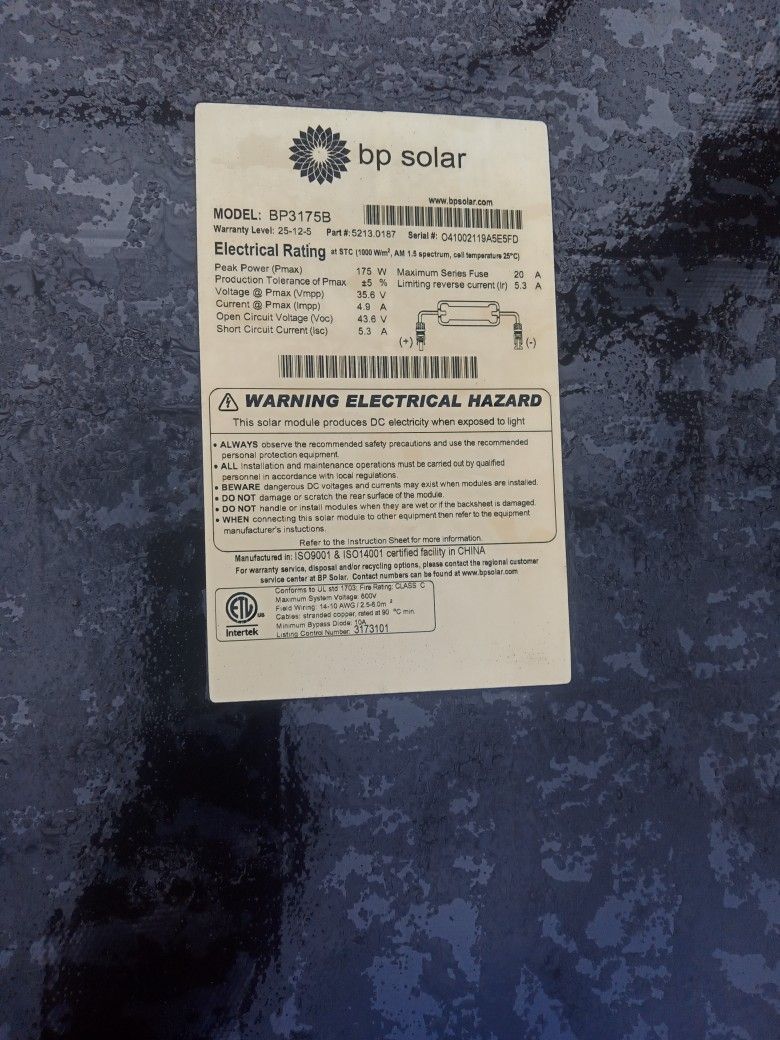 bp solar
www.bpsolar.com
MODEL: BP3175B
Warranty Level: 25-12-5 Part #: 5213.0187 Serial #: O41002119A5E5FD
Electrical Rating at STC (1000 W/m², AM 1.5 spectrum, cell temperature 25°C)
Peak Power (Pmax) 175 W Maximum Series Fuse 20 A
Production Tolerance of Pmax ±5 % Limiting reverse current (Ir) 5.3 A
Voltage @ Pmax (Vmpp) 35.6 V
Current @ Pmax (Impp) 4.9 A
Open Circuit Voltage (Voc) 43.6 V
Short Circuit Current (Isc) 5.3 A
(+) (-)
WARNING ELECTRICAL HAZARD
This solar module produces DC electricity when exposed to light
• ALWAYS observe the recommended safety precautions and use the recommended
personal protection equipment.
• ALL Installation and maintenance operations must be carried out by qualified
personnel in accordance with local regulations.
• BEWARE dangerous DC voltages and currents may exist when modules are installed.
• DO NOT damage or scratch the rear surface of the module.
• DO NOT handle or install modules when they are wet or if the backsheet is damaged.
• WHEN connecting this solar module to other equipment then refer to the equipment
manufacturer's instuctions.
Refer to the Instruction Sheet for more information.
Manufactured in: ISO9001 & ISO14001 certified facility in CHINA
For warranty service, disposal and/or recycling options, please contact the regional customer
service center at BP Solar. Contact numbers can be found at www.bpsolar.com
ETL us
Intertek
Conforms to UL std 1703; Fire Rating: CLASS C
Maximum System Voltage: 600V
Field Wiring: 14-10 AWG / 2.5-6.0m²
Cables: stranded copper, rated at 90 °C min.
Minimum Bypass Diode: 10A
Listing Control Number: 3173101